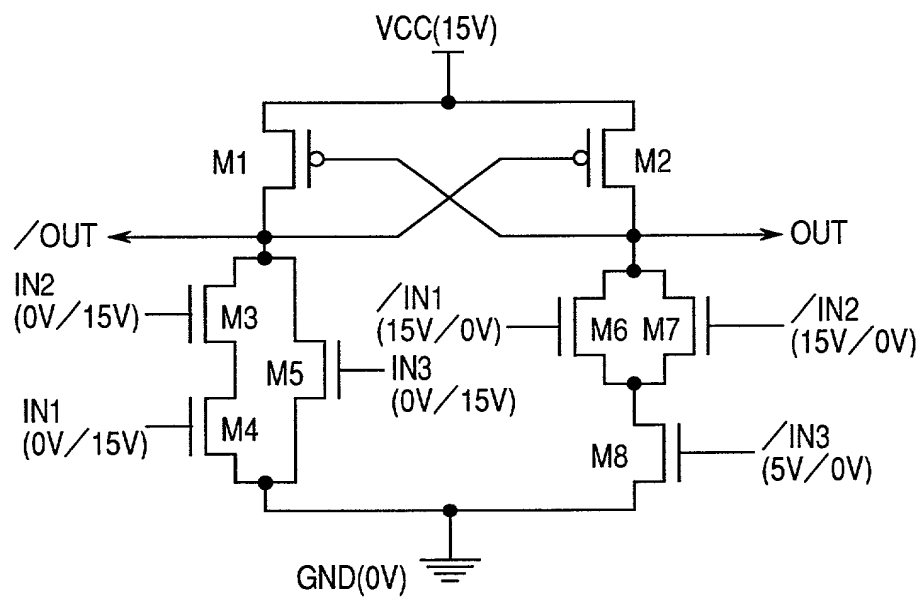 VCC(15V)
M1
M2
/OUT
OUT
IN2
(0V/15V)
M3
/IN1
(15V/0V)
M6
M7
/IN2
(15V/0V)
M5
IN3
(0V/15V)
IN1
(0V/15V)
M4
M8
/IN3
(5V/0V)
GND(0V)